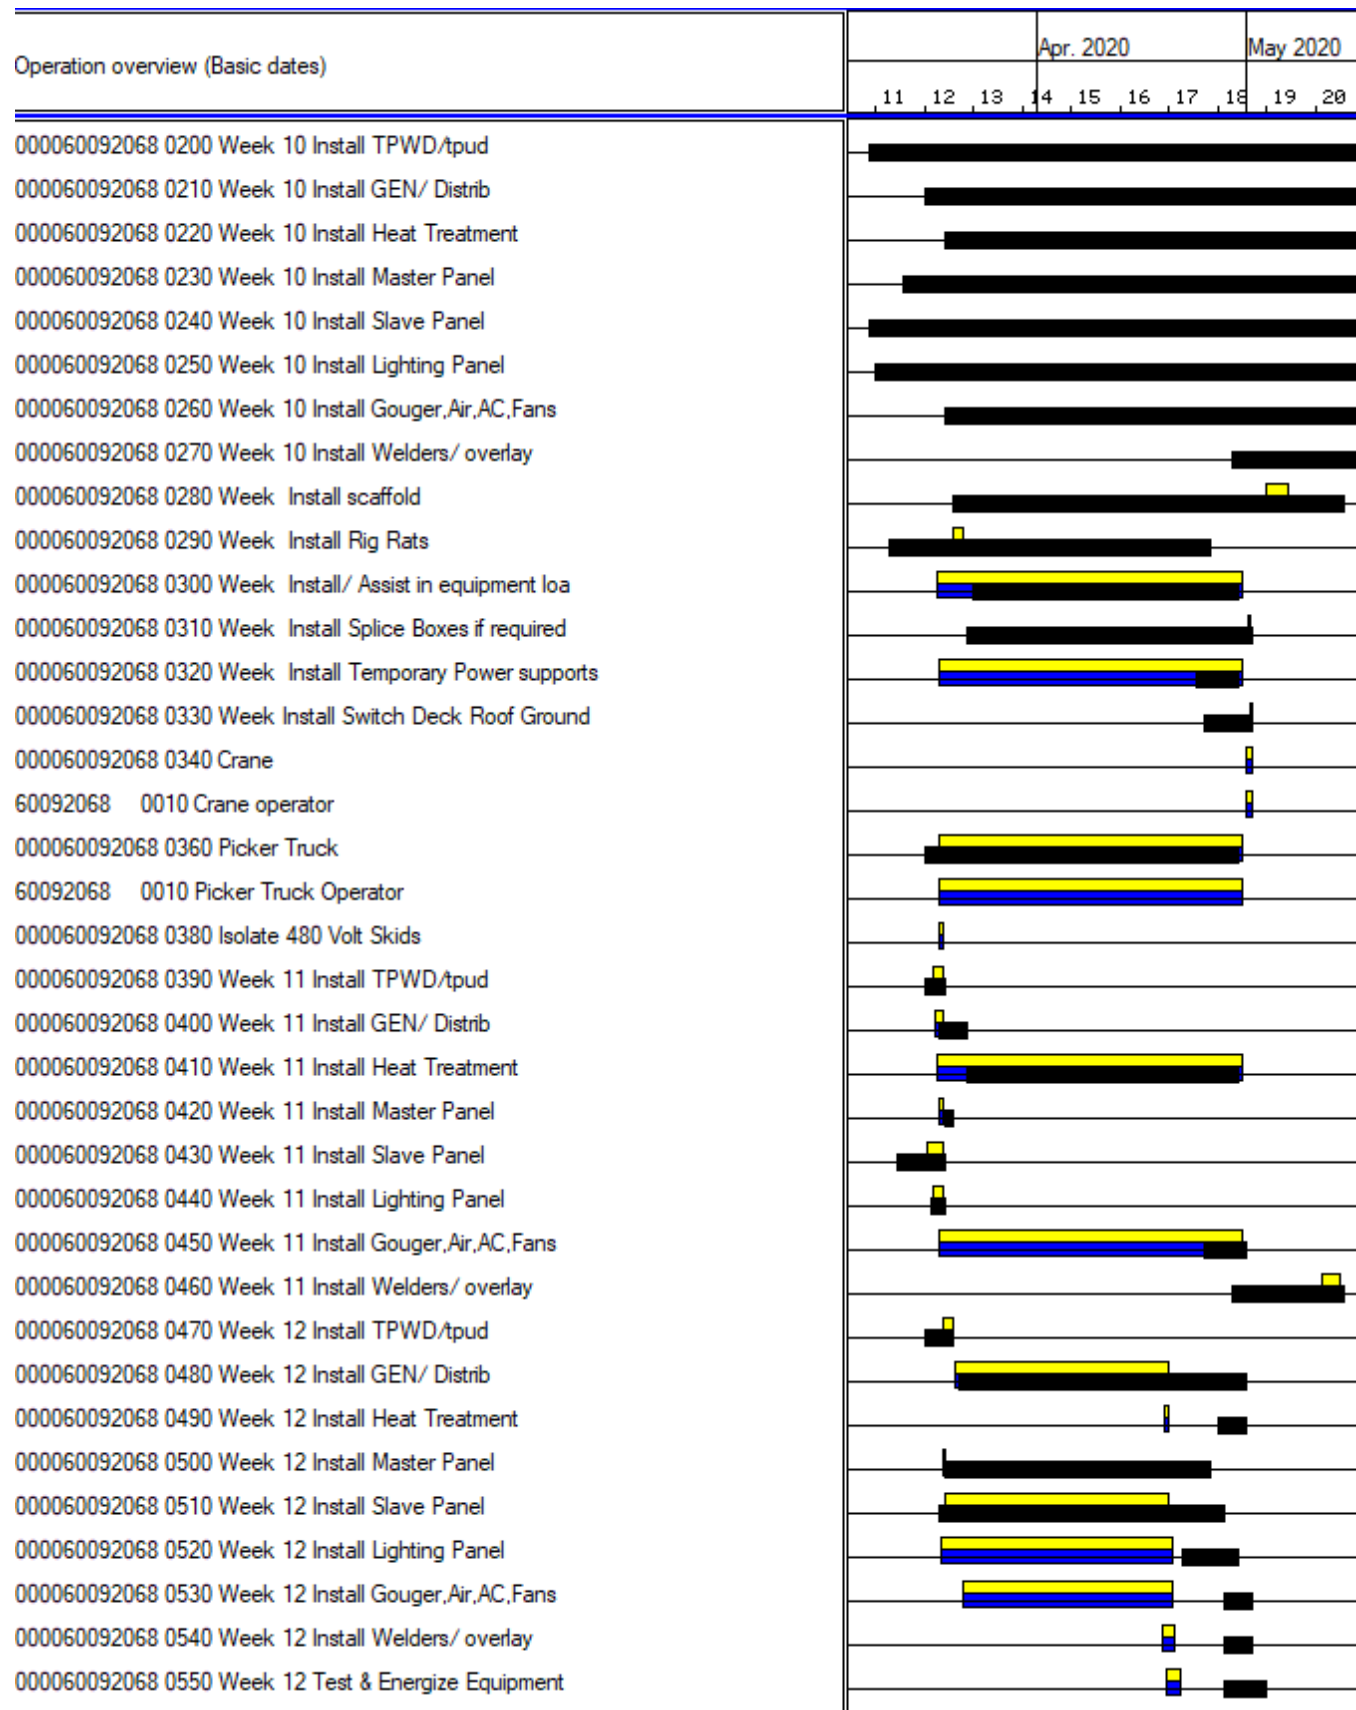 Apr. 2020 May 2020
Operation overview (Basic dates)
11 12 13 14 15 16 17 18 19 20
000060092068 0200 Week 10 Install TPWD/tpud
000060092068 0210 Week 10 Install GEN/ Distrib
000060092068 0220 Week 10 Install Heat Treatment
000060092068 0230 Week 10 Install Master Panel
000060092068 0240 Week 10 Install Slave Panel
000060092068 0250 Week 10 Install Lighting Panel
000060092068 0260 Week 10 Install Gouger,Air,AC,Fans
000060092068 0270 Week 10 Install Welders/ overlay
000060092068 0280 Week  Install scaffold
000060092068 0290 Week  Install Rig Rats
000060092068 0300 Week  Install/ Assist in equipment loa
000060092068 0310 Week  Install Splice Boxes if required
000060092068 0320 Week  Install Temporary Power supports
000060092068 0330 Week Install Switch Deck Roof Ground
000060092068 0340 Crane
60092068 0010 Crane operator
000060092068 0360 Picker Truck
60092068 0010 Picker Truck Operator
000060092068 0380 Isolate 480 Volt Skids
000060092068 0390 Week 11 Install TPWD/tpud
000060092068 0400 Week 11 Install GEN/ Distrib
000060092068 0410 Week 11 Install Heat Treatment
000060092068 0420 Week 11 Install Master Panel
000060092068 0430 Week 11 Install Slave Panel
000060092068 0440 Week 11 Install Lighting Panel
000060092068 0450 Week 11 Install Gouger,Air,AC,Fans
000060092068 0460 Week 11 Install Welders/ overlay
000060092068 0470 Week 12 Install TPWD/tpud
000060092068 0480 Week 12 Install GEN/ Distrib
000060092068 0490 Week 12 Install Heat Treatment
000060092068 0500 Week 12 Install Master Panel
000060092068 0510 Week 12 Install Slave Panel
000060092068 0520 Week 12 Install Lighting Panel
000060092068 0530 Week 12 Install Gouger,Air,AC,Fans
000060092068 0540 Week 12 Install Welders/ overlay
000060092068 0550 Week 12 Test & Energize Equipment